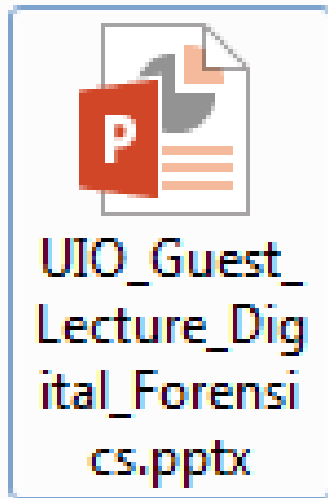 P
UIO_Guest_
Lecture_Dig
ital_Forensi
cs.pptx